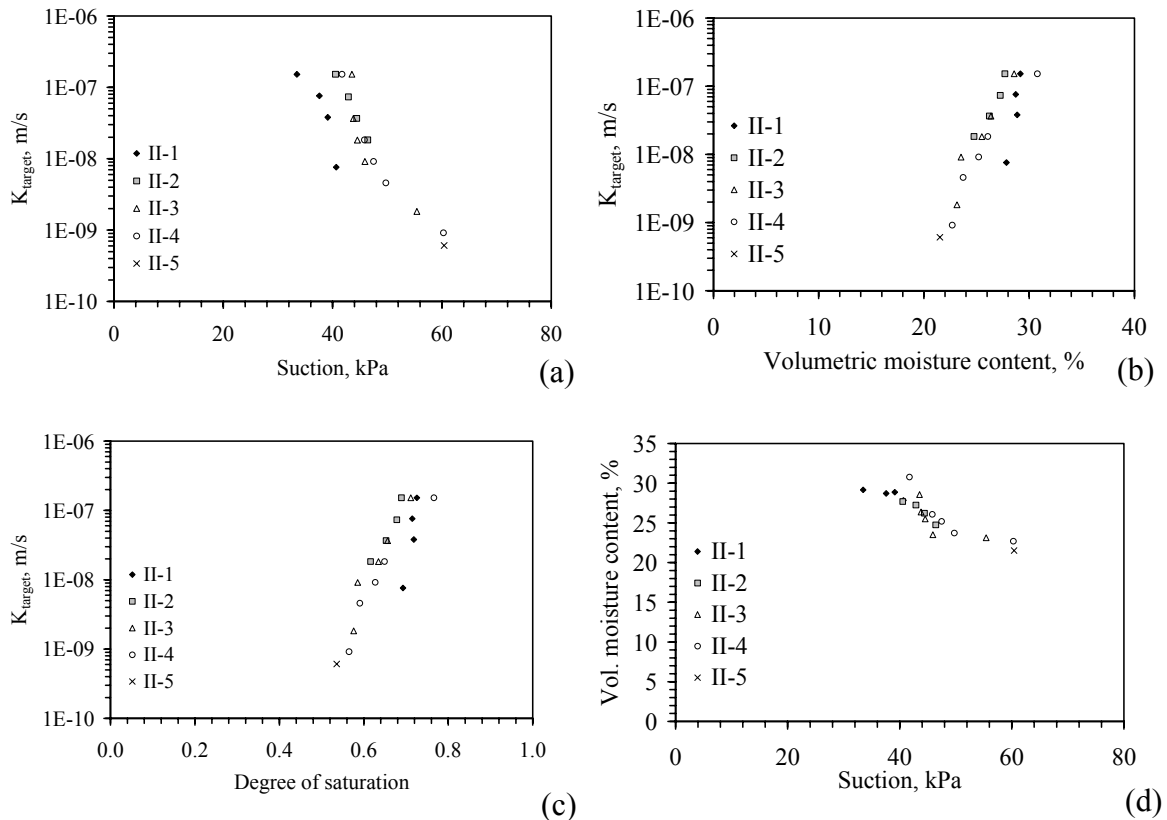 1E-06
1E-07
1E-08
1E-09
1E-10
K_target, m/s
II-1
II-2
II-3
II-4
II-5
0 20 40 60 80
Suction, kPa
(a)
1E-06
1E-07
1E-08
1E-09
1E-10
K_target, m/s
II-1
II-2
II-3
II-4
II-5
0 10 20 30 40
Volumetric moisture content, %
(b)
1E-06
1E-07
1E-08
1E-09
1E-10
K_target, m/s
II-1
II-2
II-3
II-4
II-5
0.0 0.2 0.4 0.6 0.8 1.0
Degree of saturation
(c)
35
30
25
20
15
10
5
0
Vol. moisture content, %
II-1
II-2
II-3
II-4
II-5
0 20 40 60 80
Suction, kPa
(d)